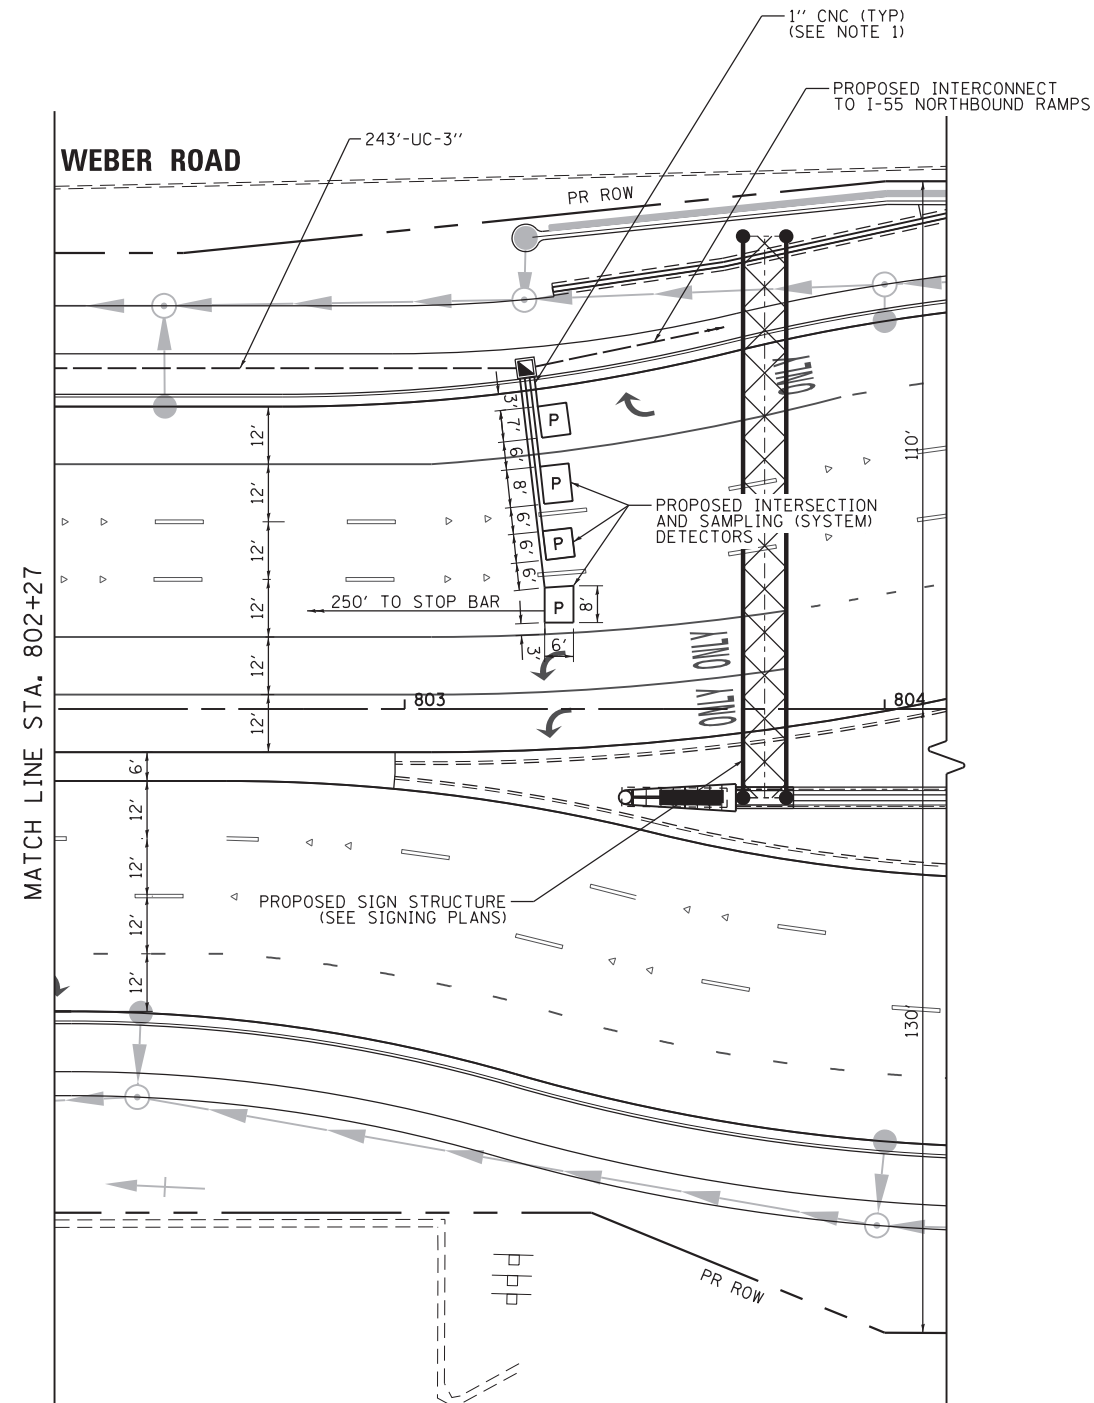 1'' CNC (TYP)
(SEE NOTE 1)
PROPOSED INTERCONNECT
TO I-55 NORTHBOUND RAMPS
243'-UC-3''
WEBER ROAD
PR ROW
ONLY
3'
7'
6'
8'
6'
6'
6'
3'
P
P
P
P
12'
12'
12'
12'
12'
12'
110'
PROPOSED INTERSECTION
AND SAMPLING (SYSTEM)
DETECTORS
250' TO STOP BAR
8'
6'
ONLY
ONLY
803
804
MATCH LINE STA. 802+27
6'
12'
12'
12'
12'
PROPOSED SIGN STRUCTURE
(SEE SIGNING PLANS)
130'
PR ROW